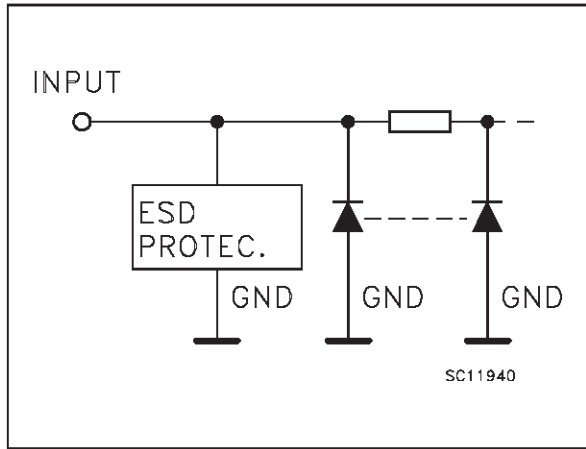 INPUT
ESD
PROTEC.
GND
GND
GND
SC11940